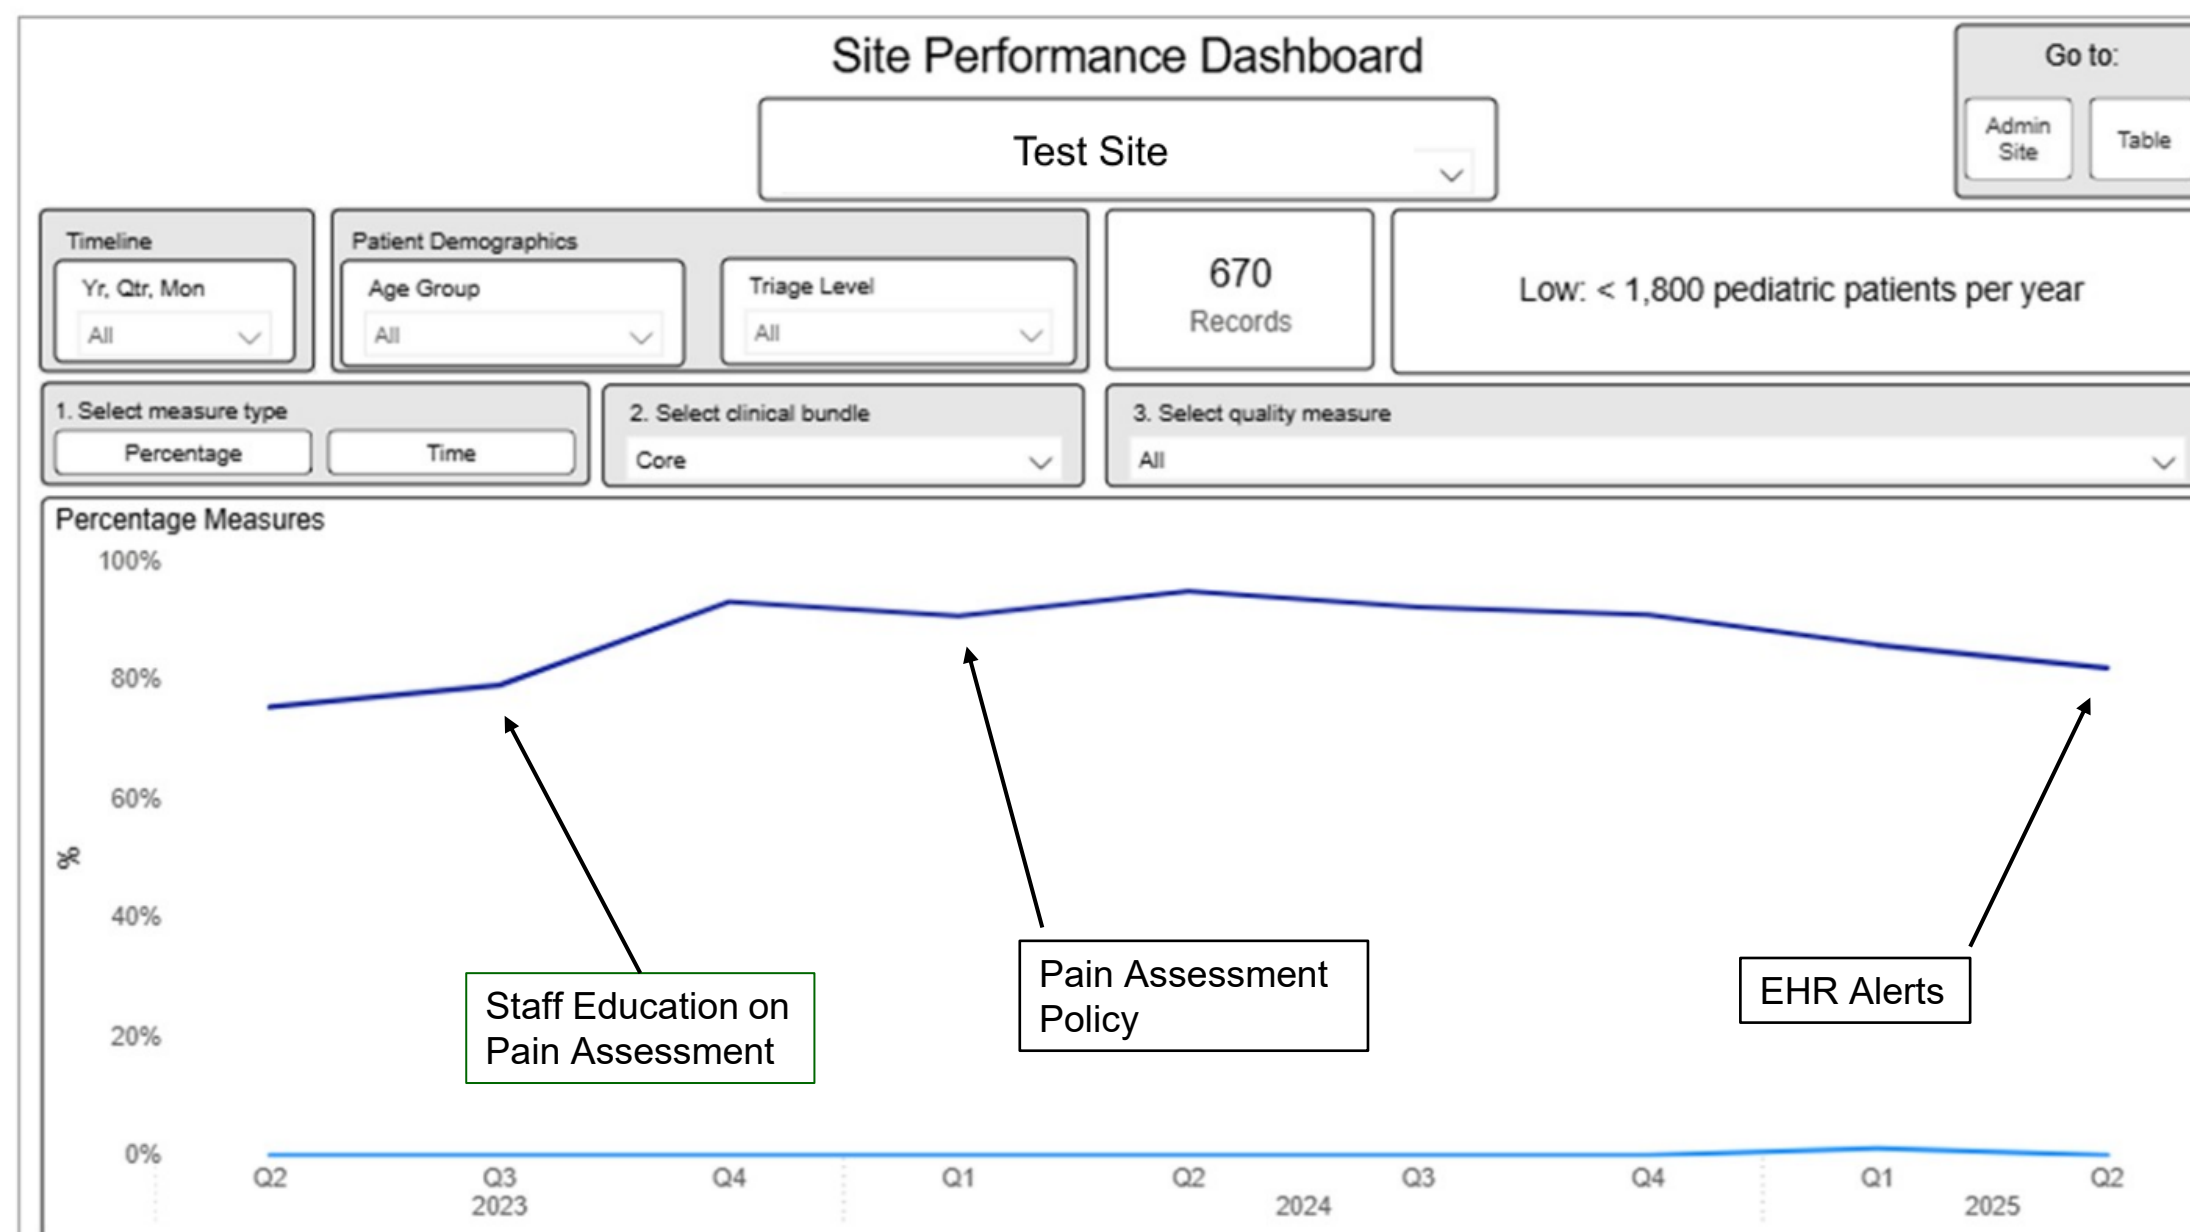 Site Performance Dashboard
Go to:
Test Site
Admin
Site
Table
Timeline
Yr, Qtr, Mon
All
Patient Demographics
Age Group
All
Triage Level
All
670
Records
Low: < 1,800 pediatric patients per year
1. Select measure type
Percentage
Time
2. Select clinical bundle
Core
3. Select quality measure
All
Percentage Measures
100%
80%
60%
40%
20%
0%
%
Staff Education on
Pain Assessment
Pain Assessment
Policy
EHR Alerts
Q2 Q3 Q4 Q1 Q2 Q3 Q4 Q1 Q2
2023 2024 2025